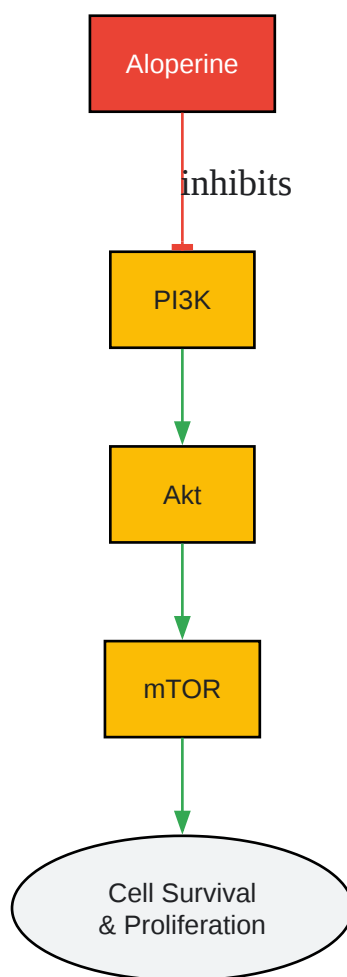 Aloperine
inhibits
PI3K
Akt
mTOR
Cell Survival
& Proliferation